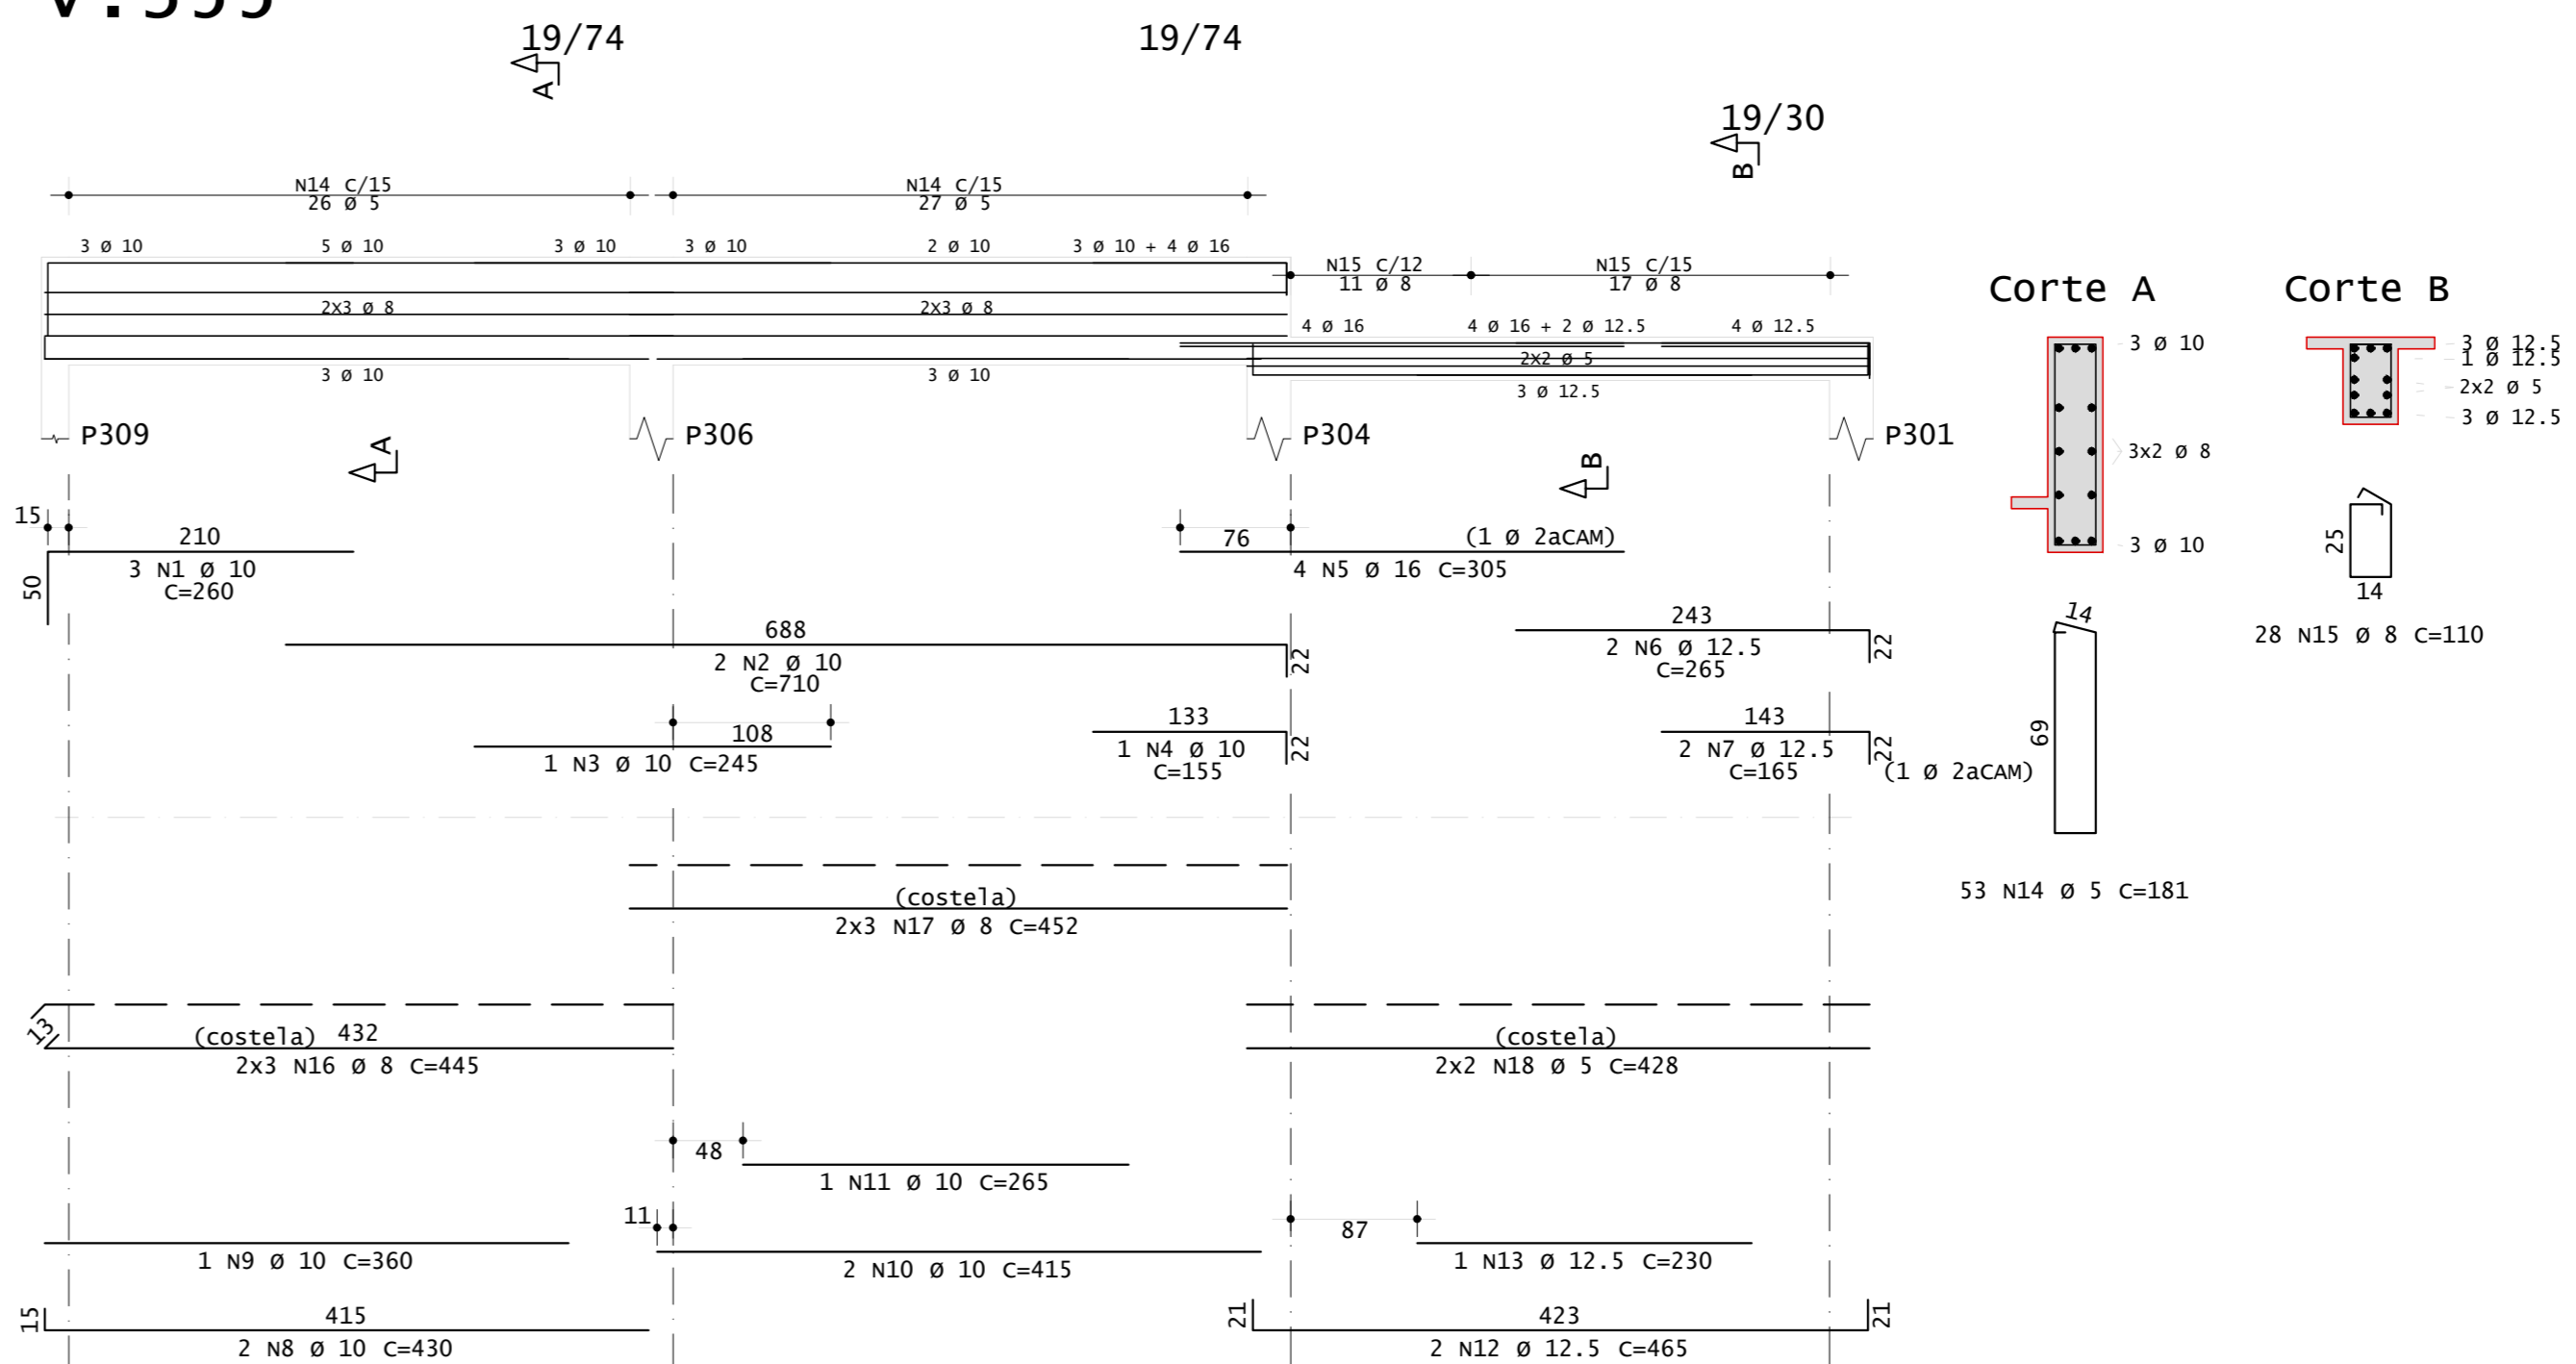 19/74
19/74
A
19/30
B
N14 C/15
26 Ø 5
N14 C/15
27 Ø 5
3 Ø 10
5 Ø 10
3 Ø 10
3 Ø 10
2 Ø 10
3 Ø 10 + 4 Ø 16
N15 C/12
11 Ø 8
N15 C/15
17 Ø 8
2x3 Ø 8
2x3 Ø 8
4 Ø 16
4 Ø 16 + 2 Ø 12.5
4 Ø 12.5
2x2 Ø 5
3 Ø 10
3 Ø 10
3 Ø 12.5
P309
P306
P304
P301
A
B
Corte A
3 Ø 10
3x2 Ø 8
3 Ø 10
Corte B
3 Ø 12.5
1 Ø 12.5
2x2 Ø 5
3 Ø 12.5
15
210
50
3 N1 Ø 10
C=260
76
(1 Ø 2aCAM)
4 N5 Ø 16 C=305
25
14
28 N15 Ø 8 C=110
688
22
2 N2 Ø 10
C=710
243
22
2 N6 Ø 12.5
C=265
14
69
53 N14 Ø 5 C=181
108
1 N3 Ø 10 C=245
133
22
1 N4 Ø 10
C=155
143
22
2 N7 Ø 12.5
C=165
(1 Ø 2aCAM)
(costela)
2x3 N17 Ø 8 C=452
13
(costela) 432
2x3 N16 Ø 8 C=445
(costela)
2x2 N18 Ø 5 C=428
48
1 N11 Ø 10 C=265
11
87
1 N9 Ø 10 C=360
2 N10 Ø 10 C=415
1 N13 Ø 12.5 C=230
15
415
2 N8 Ø 10 C=430
21
423
21
2 N12 Ø 12.5 C=465